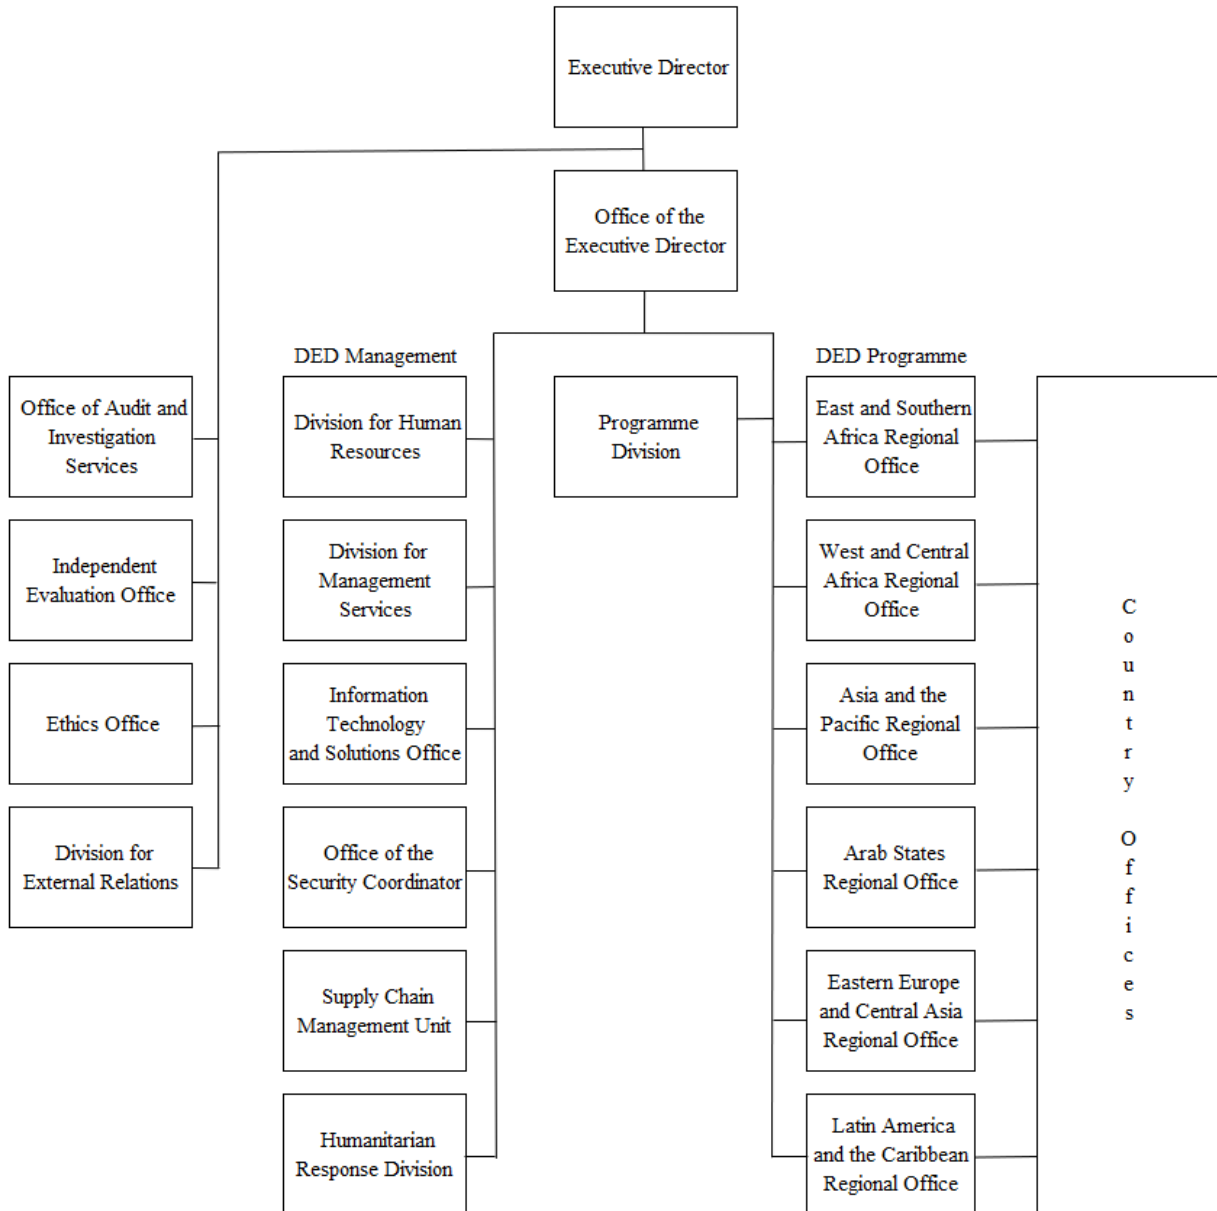 Executive Director
Office of the
Executive Director
DED Management
DED Programme
Office of Audit and
Investigation
Services
Independent
Evaluation Office
Ethics Office
Division for
External Relations
Division for Human
Resources
Division for
Management
Services
Information
Technology
and Solutions Office
Office of the
Security Coordinator
Supply Chain
Management Unit
Humanitarian
Response Division
Programme
Division
East and Southern
Africa Regional
Office
West and Central
Africa Regional
Office
Asia and the
Pacific Regional
Office
Arab States
Regional Office
Eastern Europe
and Central Asia
Regional Office
Latin America
and the Caribbean
Regional Office
Country Offices